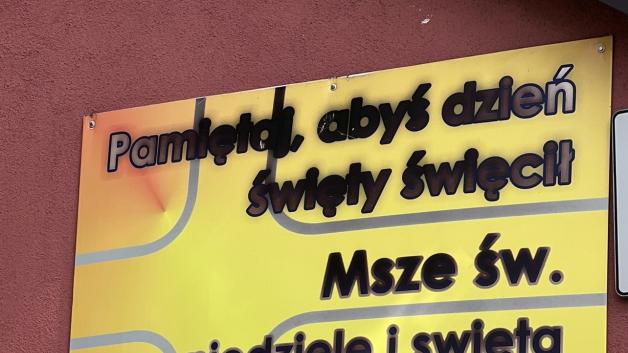 Pamiętaj, abyś dzień
święty święcił
Msze św.
niedziele i święta